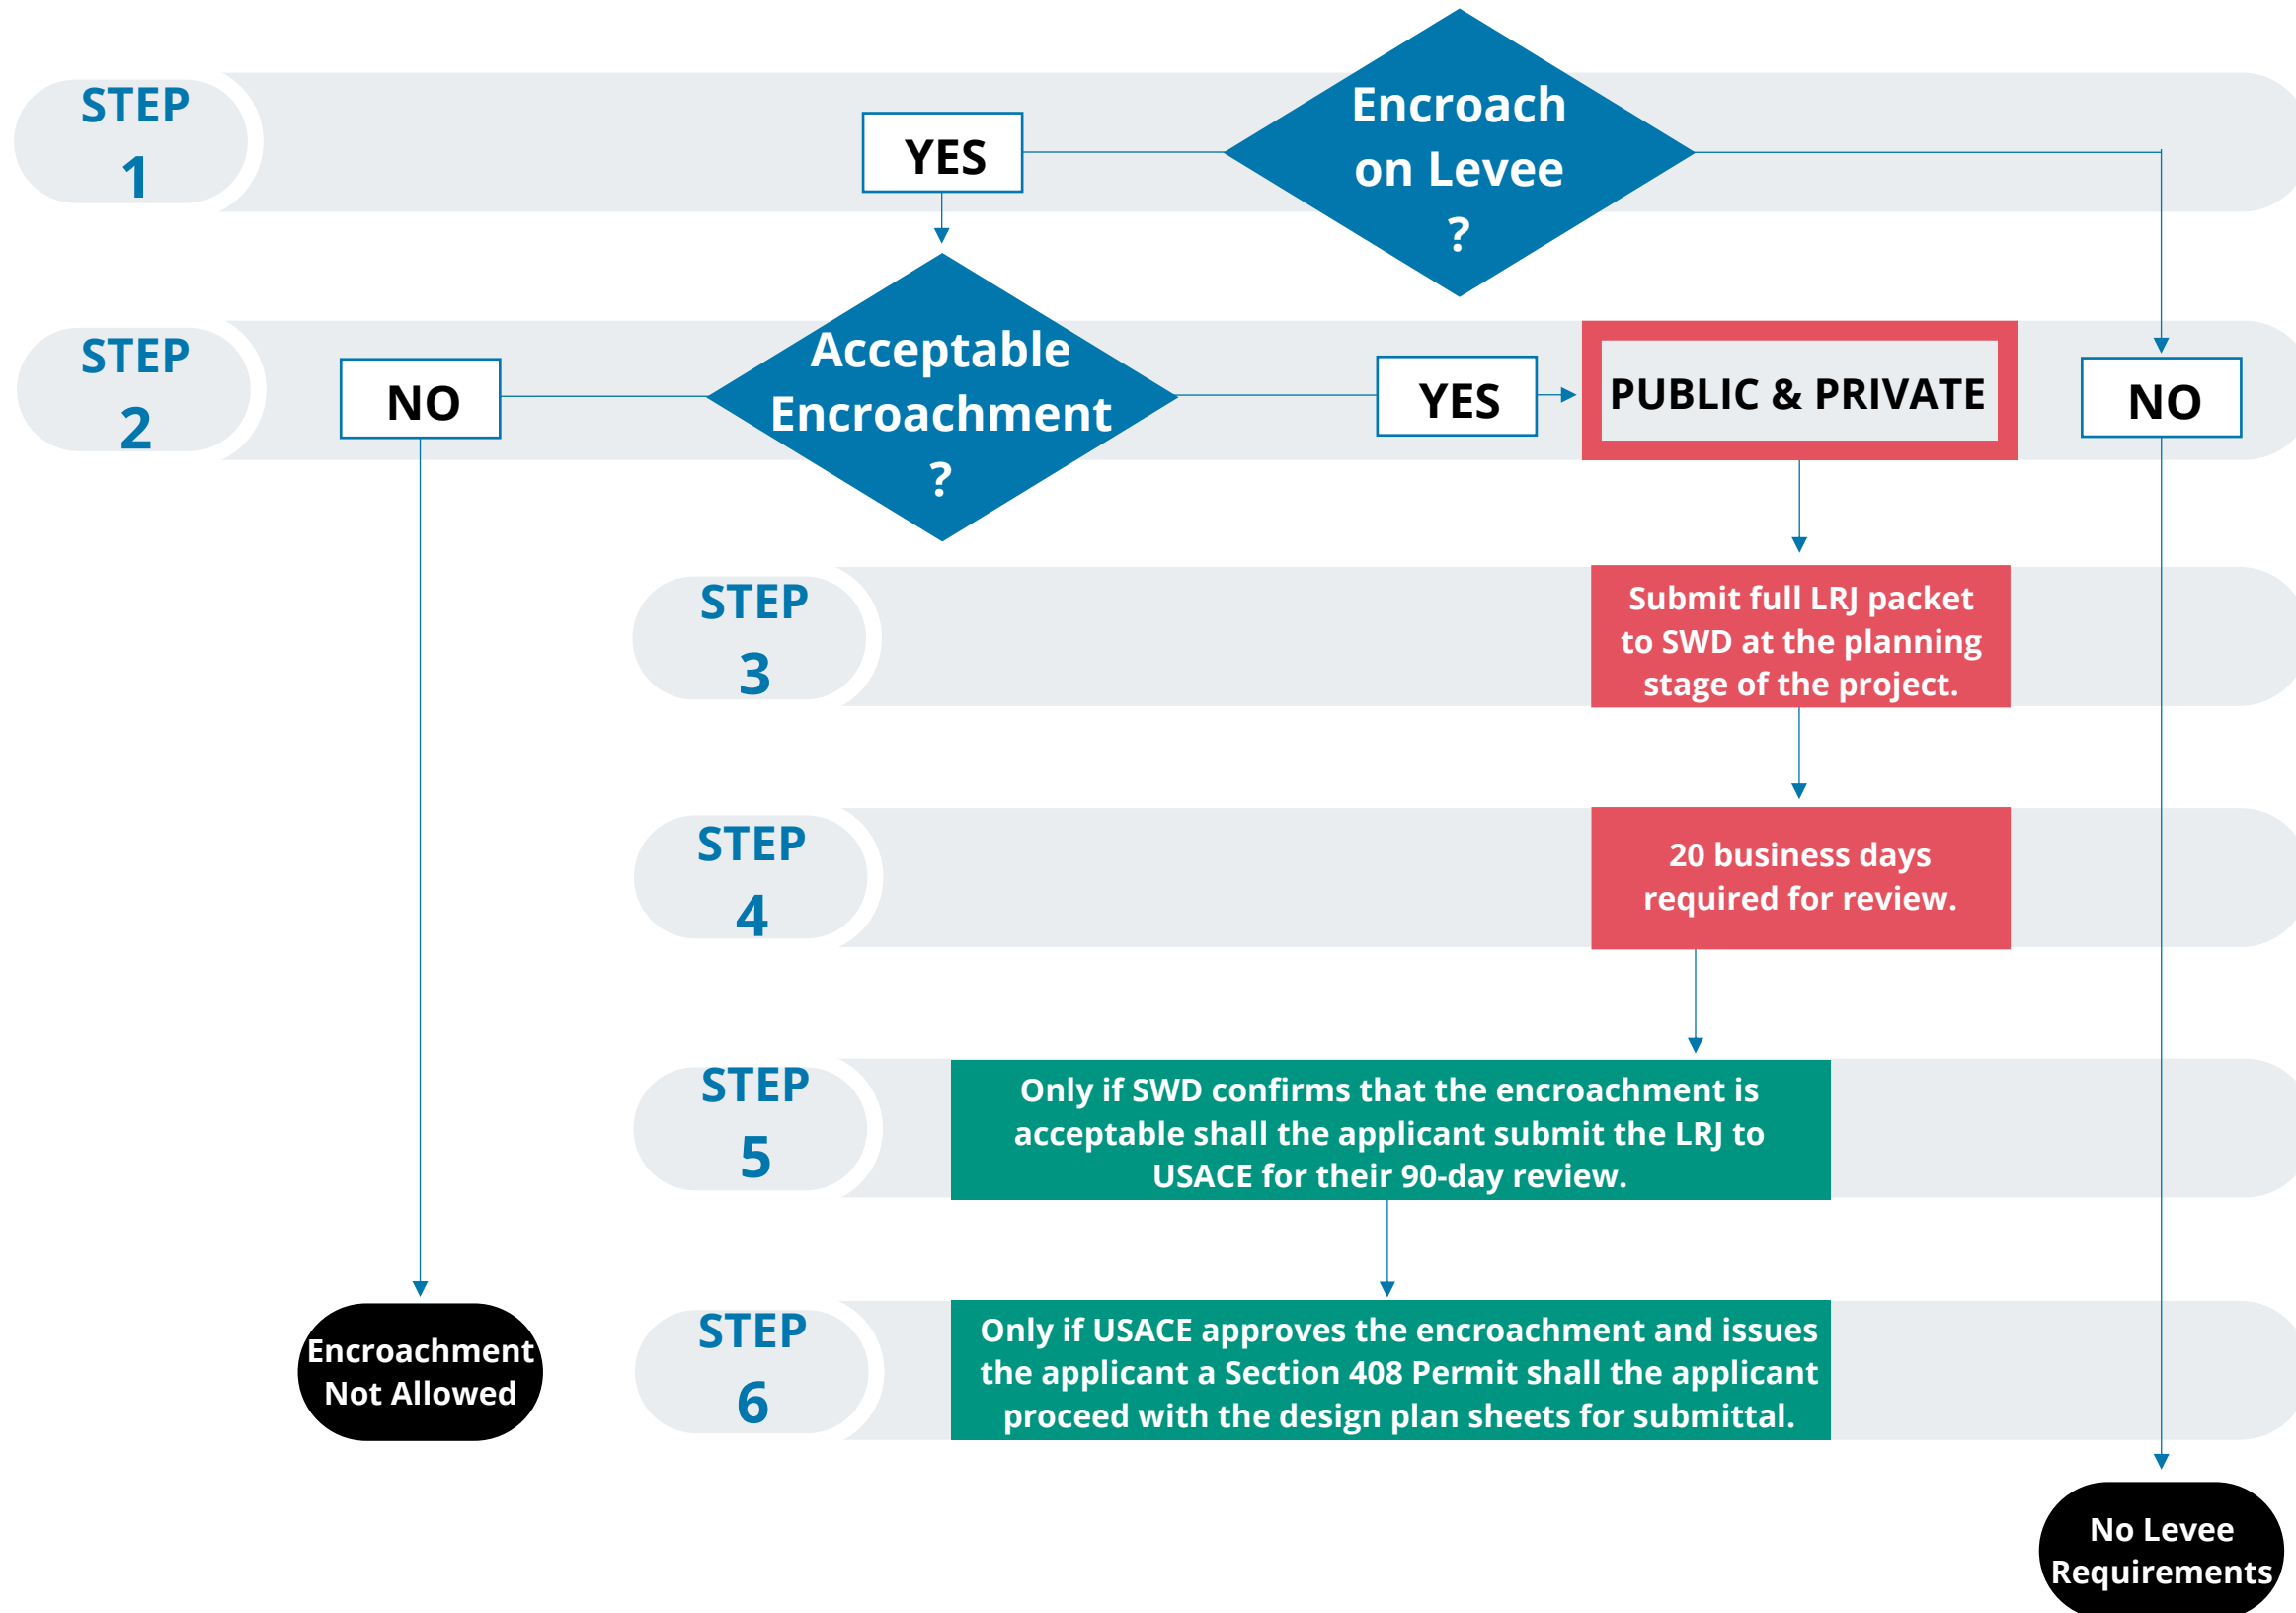 STEP
1
YES
Encroach
on Levee
?
STEP
2
NO
Acceptable
Encroachment
?
YES
PUBLIC & PRIVATE
NO
STEP
3
Submit full LRJ packet
to SWD at the planning
stage of the project.
STEP
4
20 business days
required for review.
STEP
5
Only if SWD confirms that the encroachment is
acceptable shall the applicant submit the LRJ to
USACE for their 90-day review.
Encroachment
Not Allowed
STEP
6
Only if USACE approves the encroachment and issues
the applicant a Section 408 Permit shall the applicant
proceed with the design plan sheets for submittal.
No Levee
Requirements